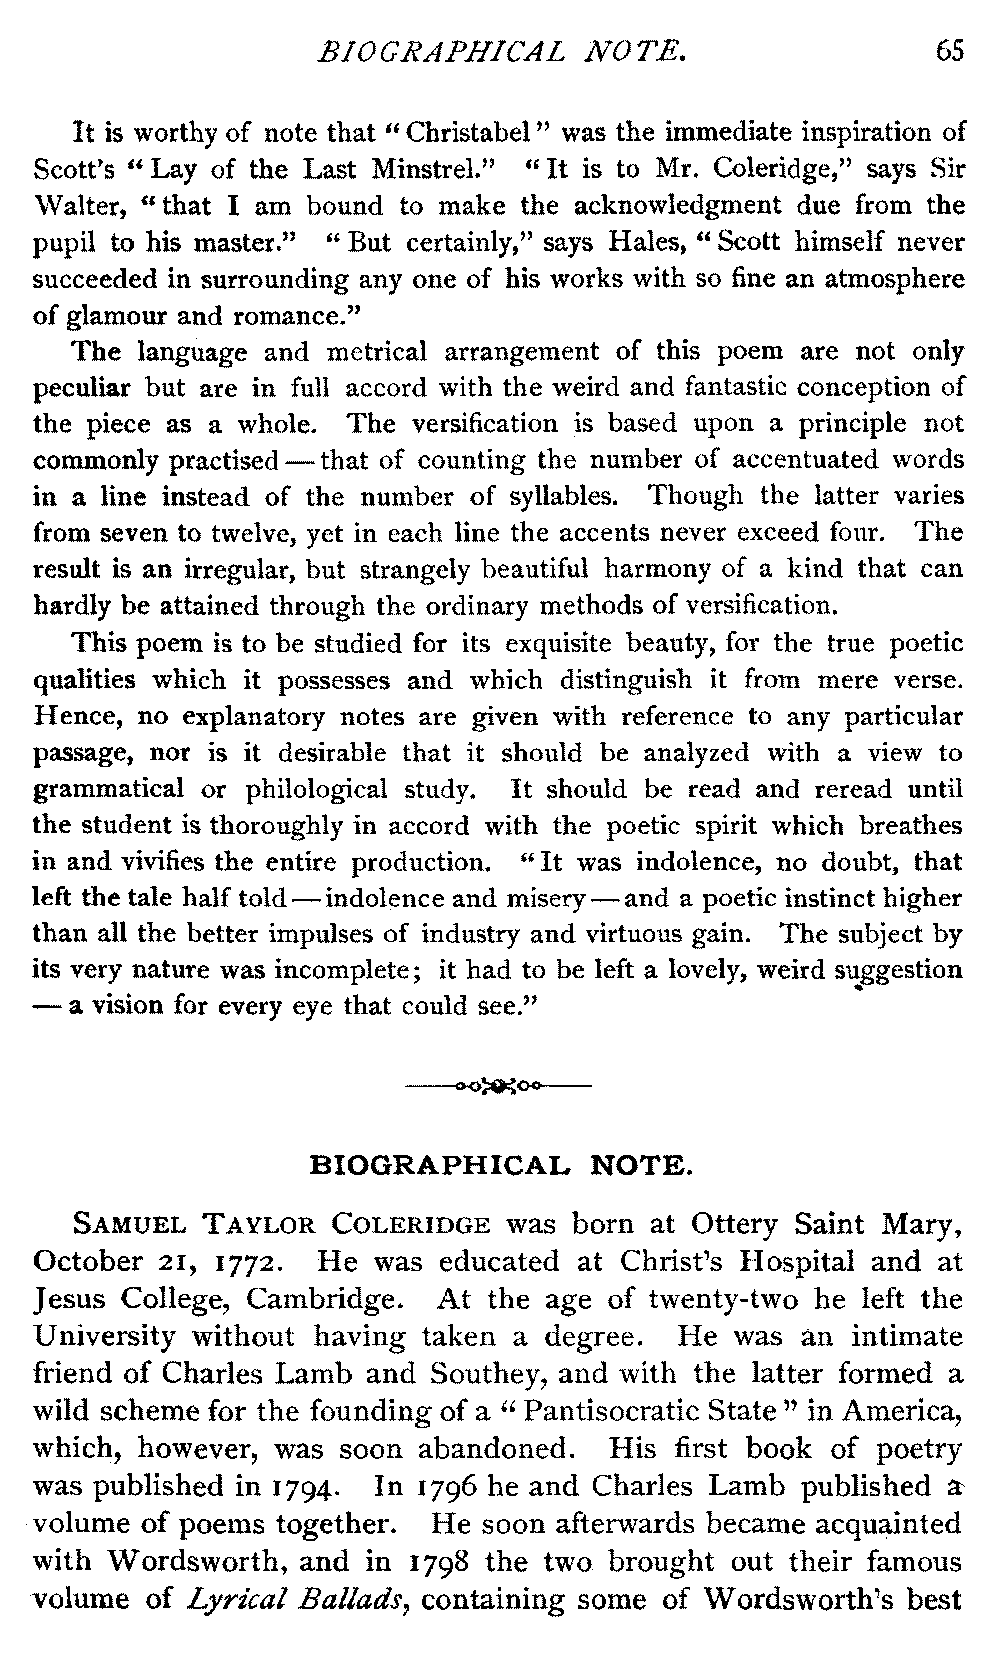 BIOGRAPHICAL NOTE. 65
It is worthy of note that “Christabel” was the immediate inspiration of
Scott’s “Lay of the Last Minstrel.” “It is to Mr. Coleridge,” says Sir
Walter, “that I am bound to make the acknowledgment due from the
pupil to his master.” “But certainly,” says Hales, “Scott himself never
succeeded in surrounding any one of his works with so fine an atmosphere
of glamour and romance.”
The language and metrical arrangement of this poem are not only
peculiar but are in full accord with the weird and fantastic conception of
the piece as a whole. The versification is based upon a principle not
commonly practised — that of counting the number of accentuated words
in a line instead of the number of syllables. Though the latter varies
from seven to twelve, yet in each line the accents never exceed four. The
result is an irregular, but strangely beautiful harmony of a kind that can
hardly be attained through the ordinary methods of versification.
This poem is to be studied for its exquisite beauty, for the true poetic
qualities which it possesses and which distinguish it from mere verse.
Hence, no explanatory notes are given with reference to any particular
passage, nor is it desirable that it should be analyzed with a view to
grammatical or philological study. It should be read and reread until
the student is thoroughly in accord with the poetic spirit which breathes
in and vivifies the entire production. “It was indolence, no doubt, that
left the tale half told — indolence and misery — and a poetic instinct higher
than all the better impulses of industry and virtuous gain. The subject by
its very nature was incomplete; it had to be left a lovely, weird suggestion
— a vision for every eye that could see.”
BIOGRAPHICAL NOTE.
SAMUEL TAYLOR COLERIDGE was born at Ottery Saint Mary,
October 21, 1772. He was educated at Christ’s Hospital and at
Jesus College, Cambridge. At the age of twenty-two he left the
University without having taken a degree. He was an intimate
friend of Charles Lamb and Southey, and with the latter formed a
wild scheme for the founding of a “Pantisocratic State” in America,
which, however, was soon abandoned. His first book of poetry
was published in 1794. In 1796 he and Charles Lamb published a
volume of poems together. He soon afterwards became acquainted
with Wordsworth, and in 1798 the two brought out their famous
volume of Lyrical Ballads, containing some of Wordsworth’s best